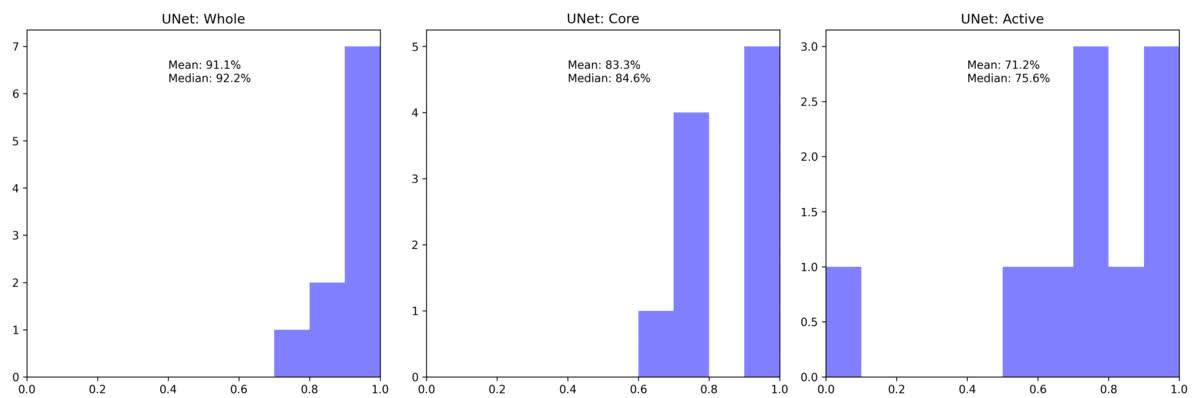 UNet: Whole
Mean: 91.1%
Median: 92.2%
7
6
5
4
3
2
1
0
0.0 0.2 0.4 0.6 0.8 1.0
UNet: Core
Mean: 83.3%
Median: 84.6%
5
4
3
2
1
0
0.0 0.2 0.4 0.6 0.8 1.0
UNet: Active
Mean: 71.2%
Median: 75.6%
3.0
2.5
2.0
1.5
1.0
0.5
0.0
0.0 0.2 0.4 0.6 0.8 1.0